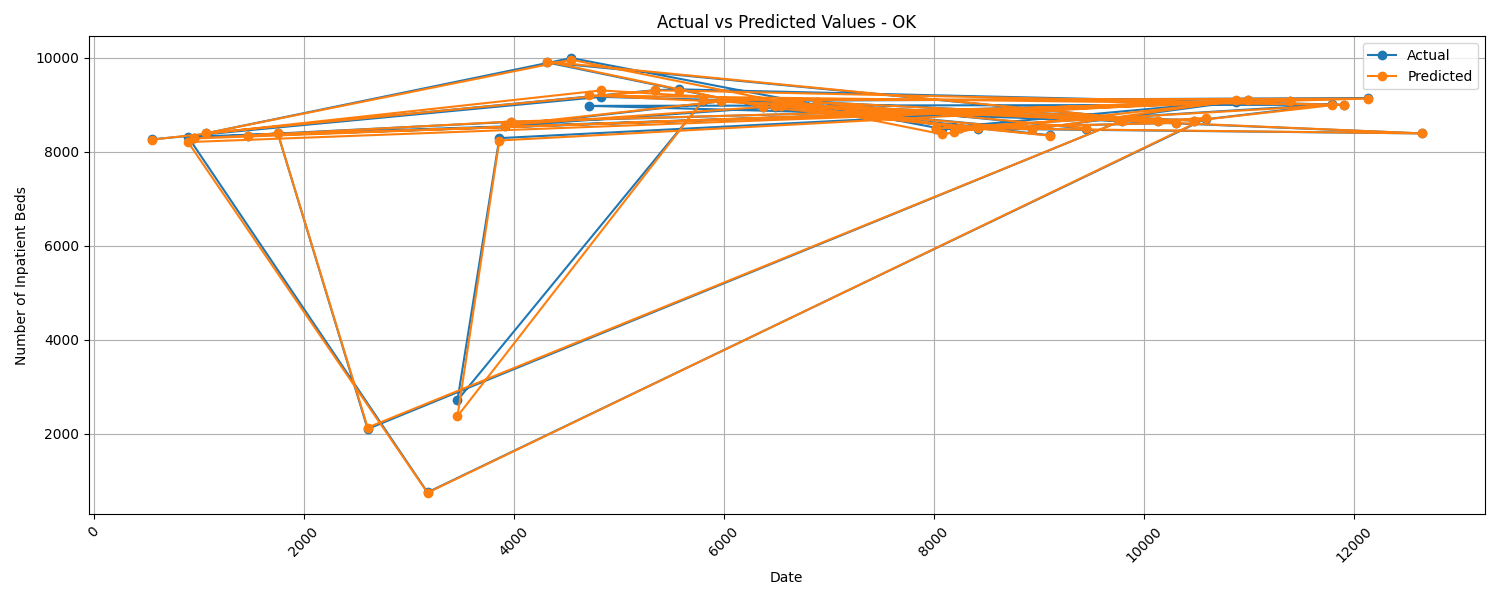 Actual vs Predicted Values - OK
Actual
Predicted
Number of Inpatient Beds
10000
8000
6000
4000
2000
0
2000
4000
6000
8000
10000
12000
Date